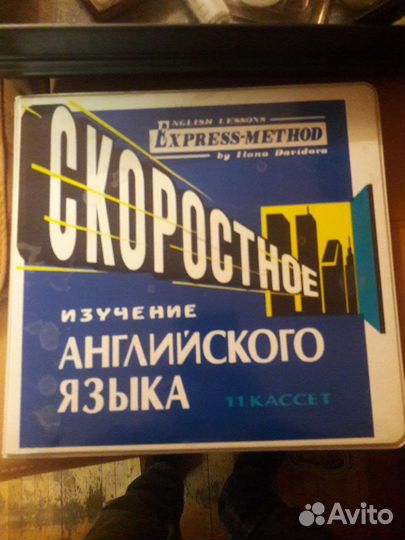 ENGLISH LESSONS
EXPRESS-METHOD
by Ilona Davidova
СКОРОСТНОЕ
ИЗУЧЕНИЕ
АНГЛИЙСКОГО
ЯЗЫКА
11 КАССЕТ
Avito